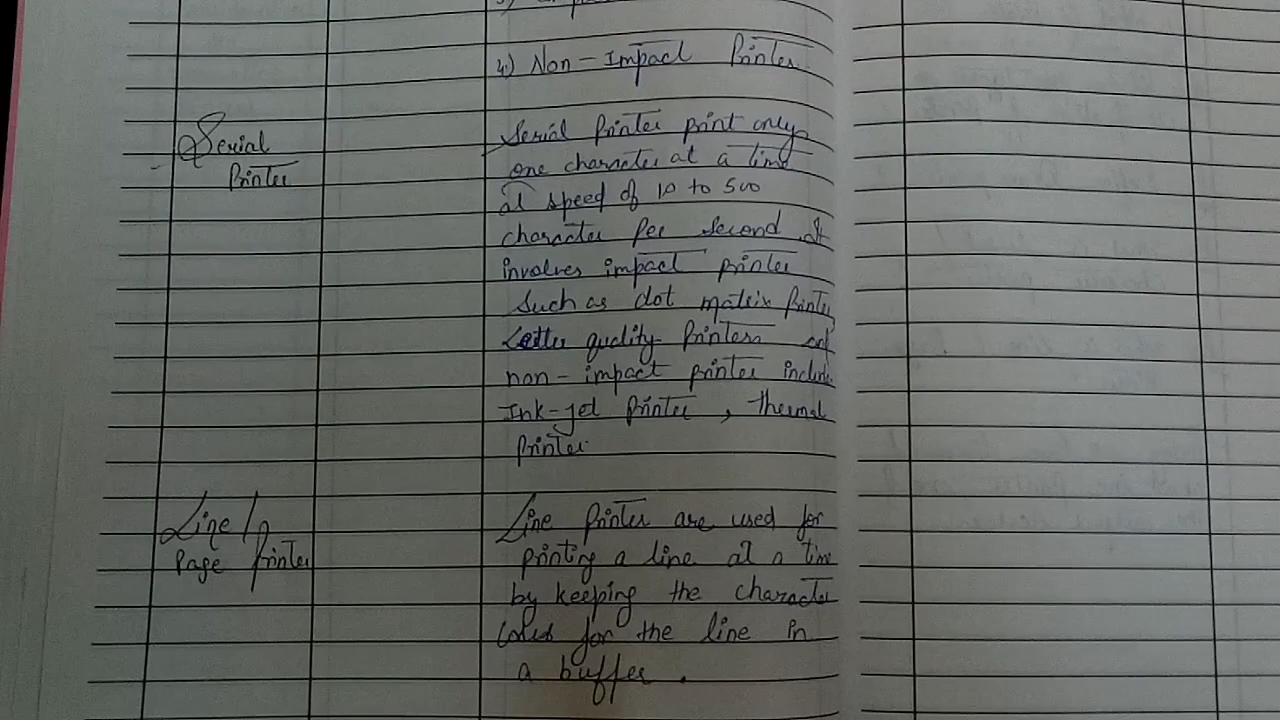 4) Non-Impact Printer
Serial
Printer
Serial Printer print only
one character at a time
at speed of 10 to 500
character Per Second. It
involves impact printer
Such as dot matrix Printer,
Letter quality Printers and
non-impact printer include
Ink-jet Printer, thermal
Printer
Line/
Page Printer
Line Printer are used for
printing a line at a time
by keeping the character
codes for the line in
a buffer.